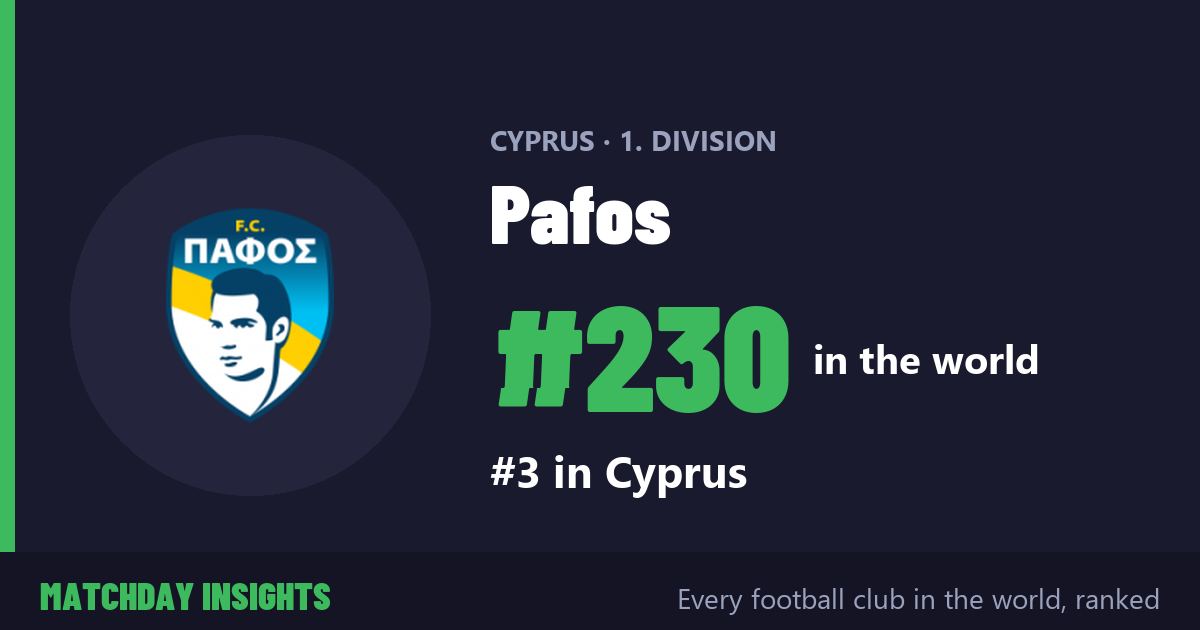 F.C.
ΠΑΦΟΣ
CYPRUS · 1. DIVISION
Pafos
#230 in the world
#3 in Cyprus
MATCHDAY INSIGHTS
Every football club in the world, ranked